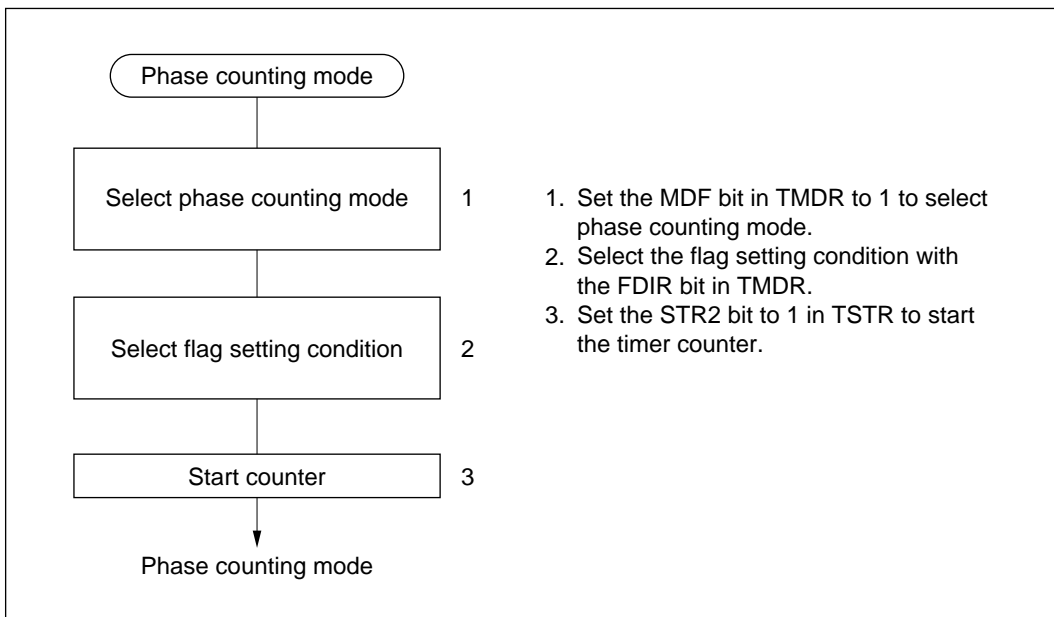 Phase counting mode
Select phase counting mode 1
Select flag setting condition 2
Start counter 3
Phase counting mode
1. Set the MDF bit in TMDR to 1 to select
phase counting mode.
2. Select the flag setting condition with
the FDIR bit in TMDR.
3. Set the STR2 bit to 1 in TSTR to start
the timer counter.